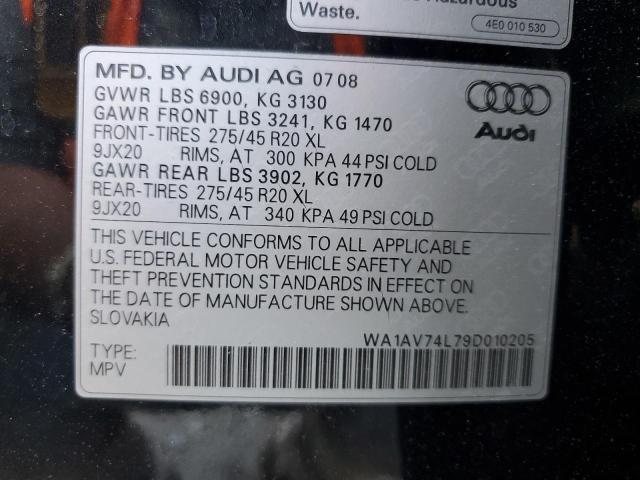 Waste.
4E0 010 530
MFD. BY AUDI AG 07 08
GVWR LBS 6900, KG 3130
GAWR FRONT LBS 3241, KG 1470
FRONT-TIRES 275/45 R20 XL
9JX20 RIMS, AT 300 KPA 44 PSI COLD
GAWR REAR LBS 3902, KG 1770
REAR-TIRES 275/45 R20 XL
9JX20 RIMS, AT 340 KPA 49 PSI COLD
Audi
THIS VEHICLE CONFORMS TO ALL APPLICABLE
U.S. FEDERAL MOTOR VEHICLE SAFETY AND
THEFT PREVENTION STANDARDS IN EFFECT ON
THE DATE OF MANUFACTURE SHOWN ABOVE.
SLOVAKIA
WA1AV74L79D010205
TYPE:
MPV